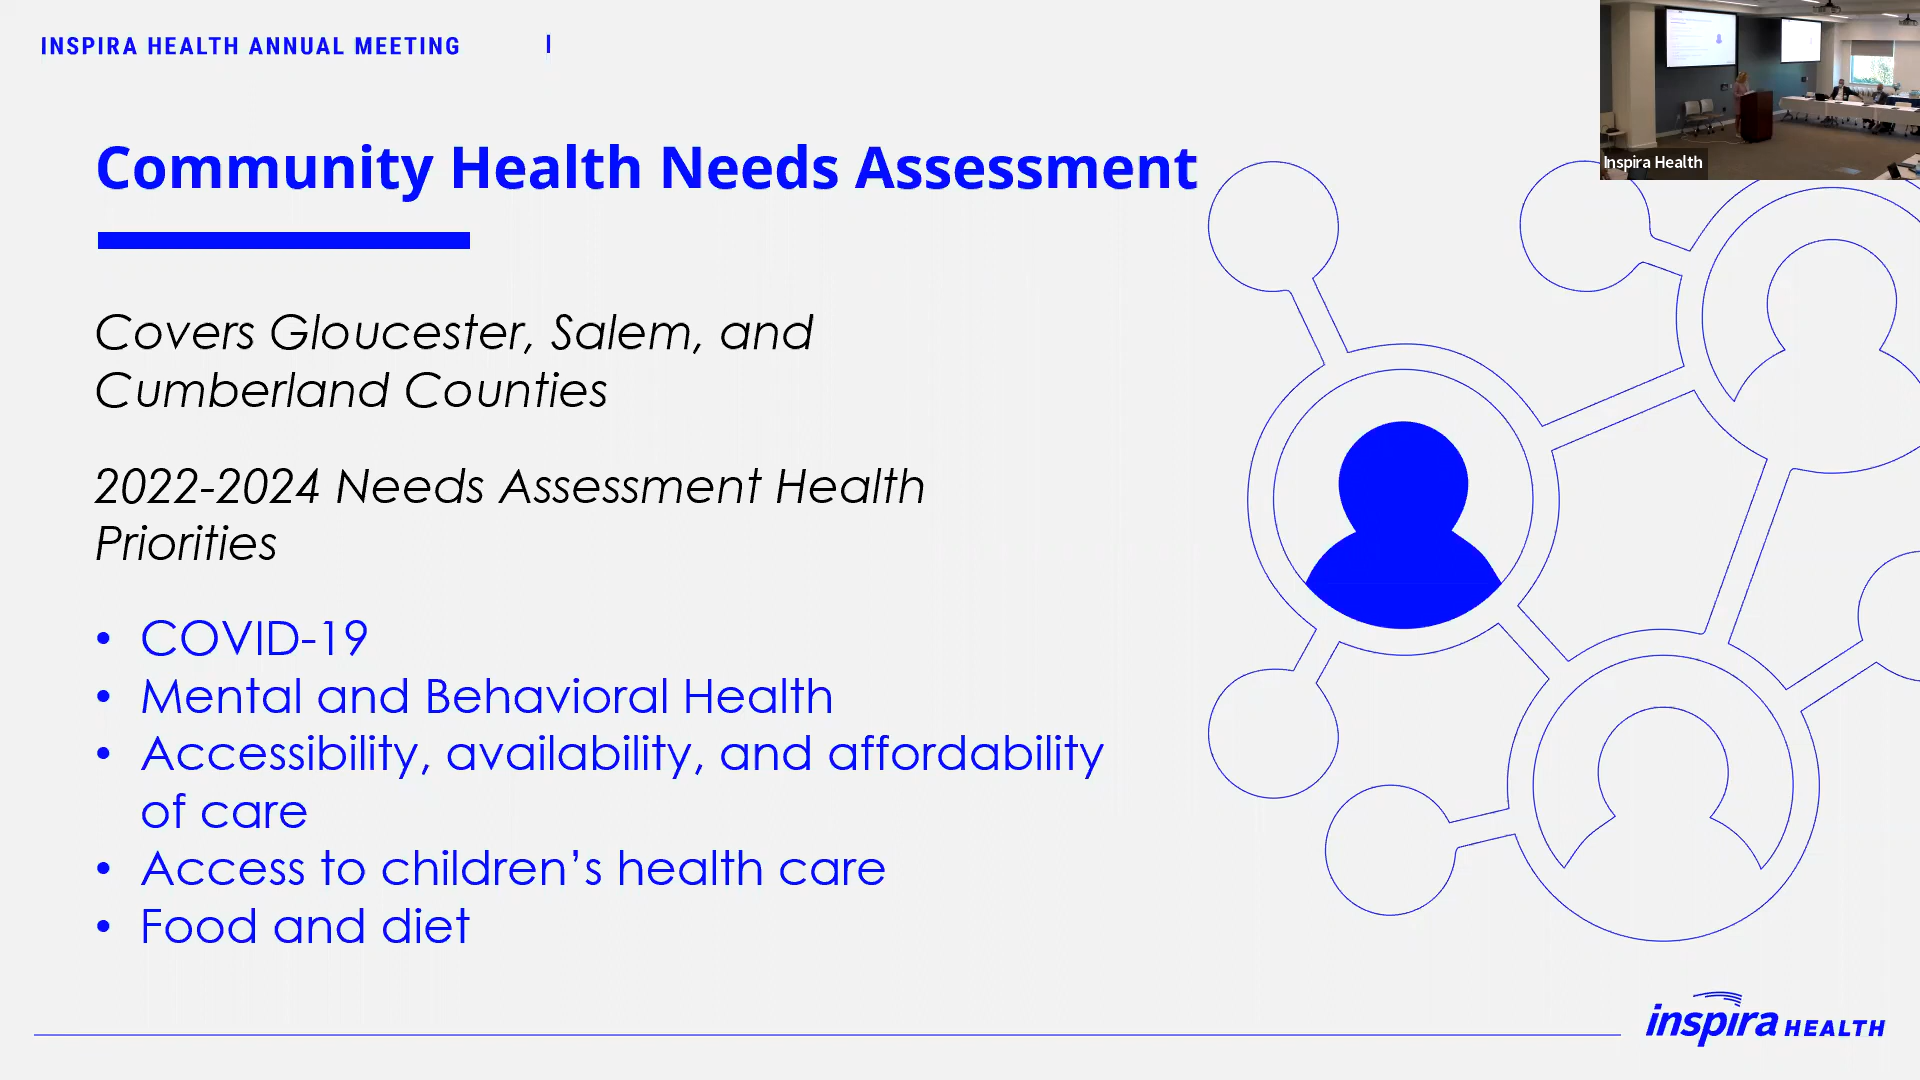 INSPIRA HEALTH ANNUAL MEETING |
Inspira Health
Community Health Needs Assessment
Covers Gloucester, Salem, and
Cumberland Counties
2022-2024 Needs Assessment Health
Priorities
• COVID-19
• Mental and Behavioral Health
• Accessibility, availability, and affordability
of care
• Access to children’s health care
• Food and diet
inspira HEALTH